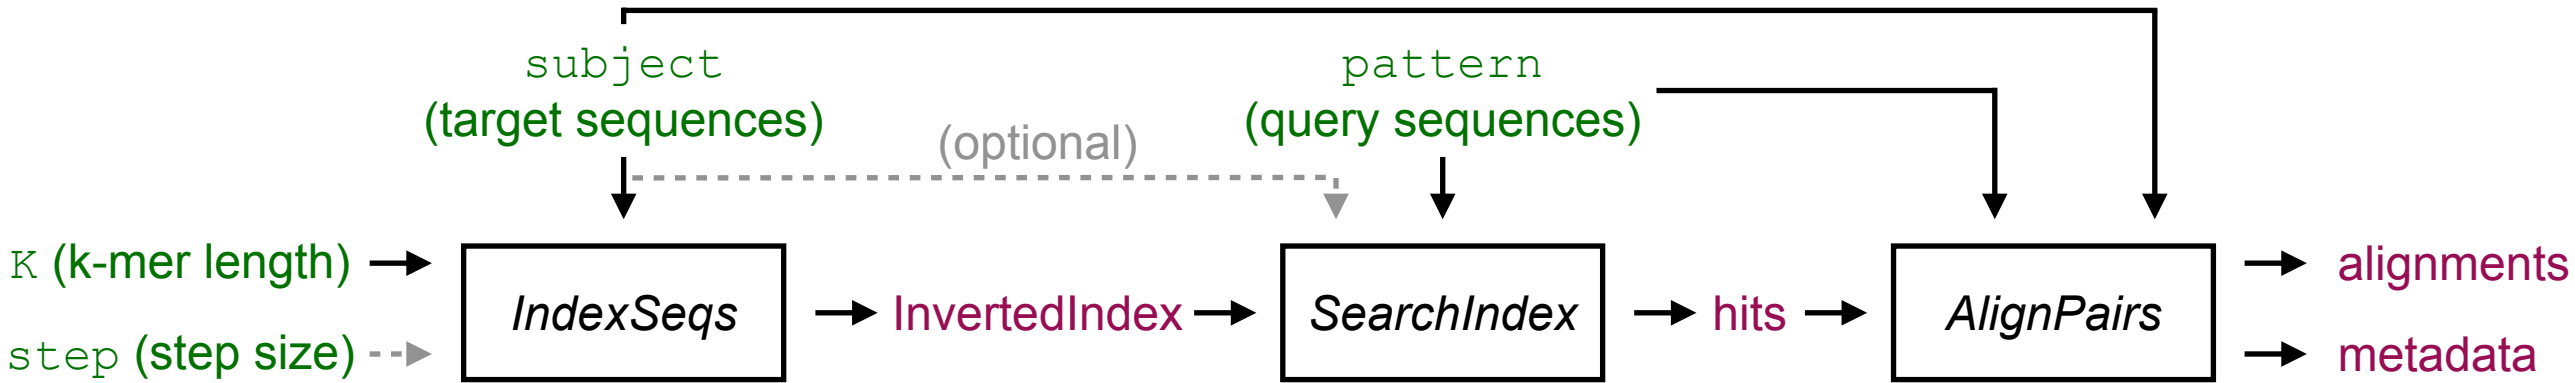 subject
(target sequences)
pattern
(query sequences)
(optional)
K (k-mer length)
step (step size)
IndexSeqs
InvertedIndex
SearchIndex
hits
AlignPairs
alignments
metadata